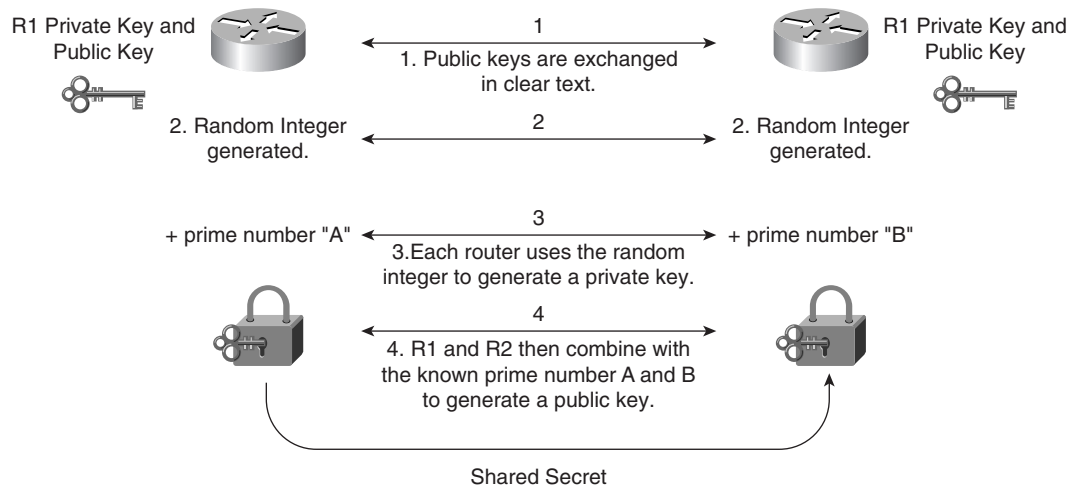 R1 Private Key and
Public Key
1
1. Public keys are exchanged
in clear text.
R1 Private Key and
Public Key
2. Random Integer
generated.
2
2. Random Integer
generated.
+ prime number "A"
3
3.Each router uses the random
integer to generate a private key.
+ prime number "B"
4
4. R1 and R2 then combine with
the known prime number A and B
to generate a public key.
Shared Secret